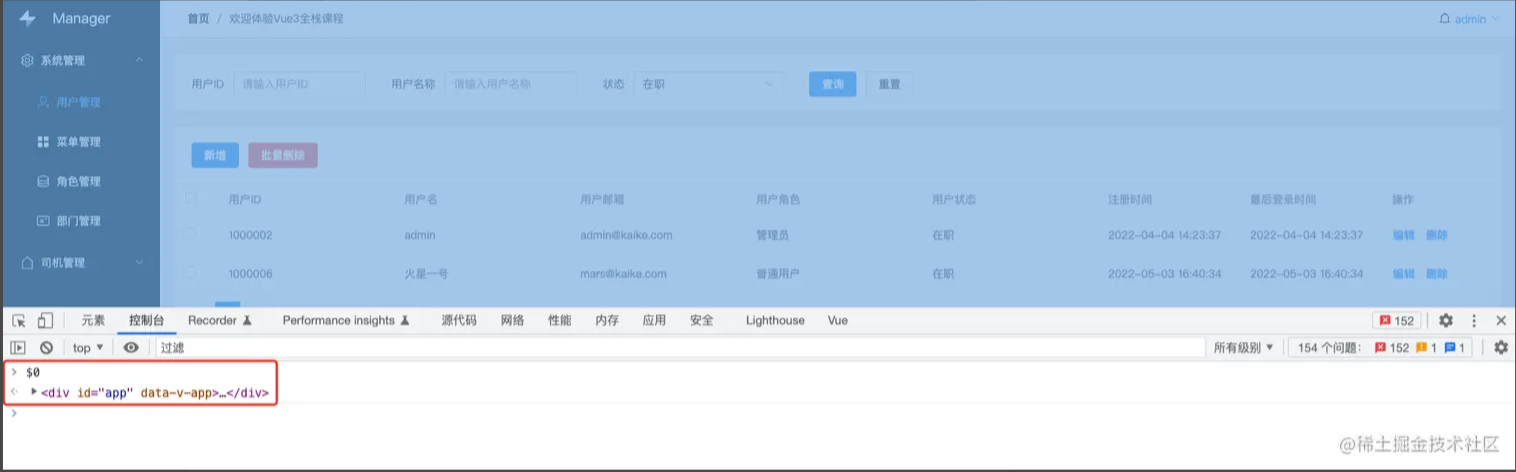 Manager 首页 / 欢迎体验Vue3全栈课程 admin
系统管理
用户ID 请输入用户ID 用户名称 请输入用户名称 状态 在职 查询 重置
用户管理
菜单管理
新增 批量删除
角色管理
用户ID 用户名 用户邮箱 用户角色 用户状态 注册时间 最后登录时间 操作
部门管理
1000002 admin admin@kaike.com 管理员 在职 2022-04-04 14:23:37 2022-04-04 14:23:37 编辑 删除
司机管理
1000006 火星一号 mars@kaike.com 普通用户 在职 2022-05-03 16:40:34 2022-05-03 16:40:34 编辑 删除
元素 控制台 Recorder Performance insights 源代码 网络 性能 内存 应用 安全 Lighthouse Vue 152
top 过滤 所有级别 154 个问题: 152 1 1
> $0
<div id="app" data-v-app>…</div>
>
@稀土掘金技术社区